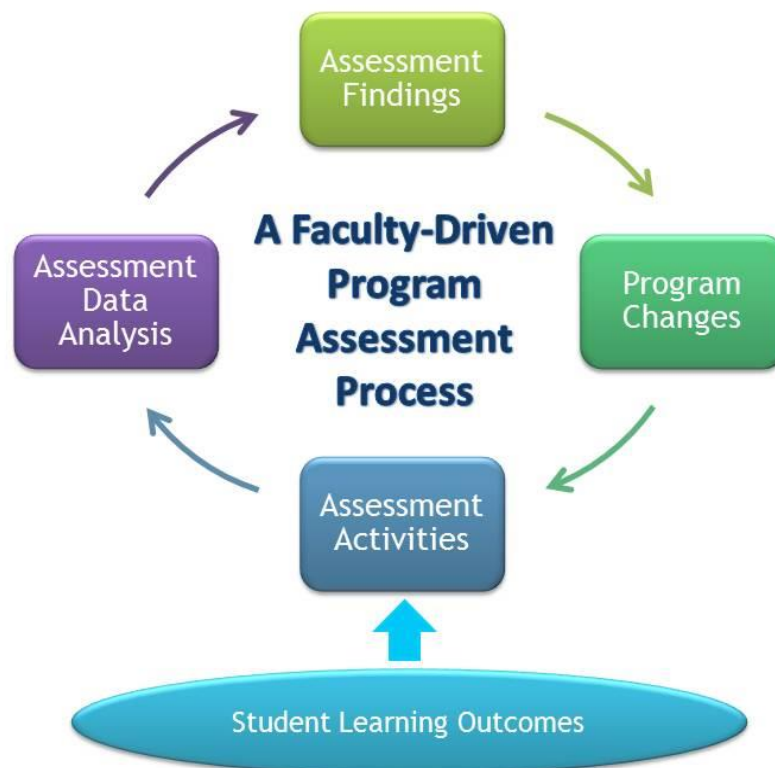 Assessment
Findings
A Faculty-Driven
Program
Assessment
Process
Assessment
Data
Analysis
Program
Changes
Assessment
Activities
Student Learning Outcomes